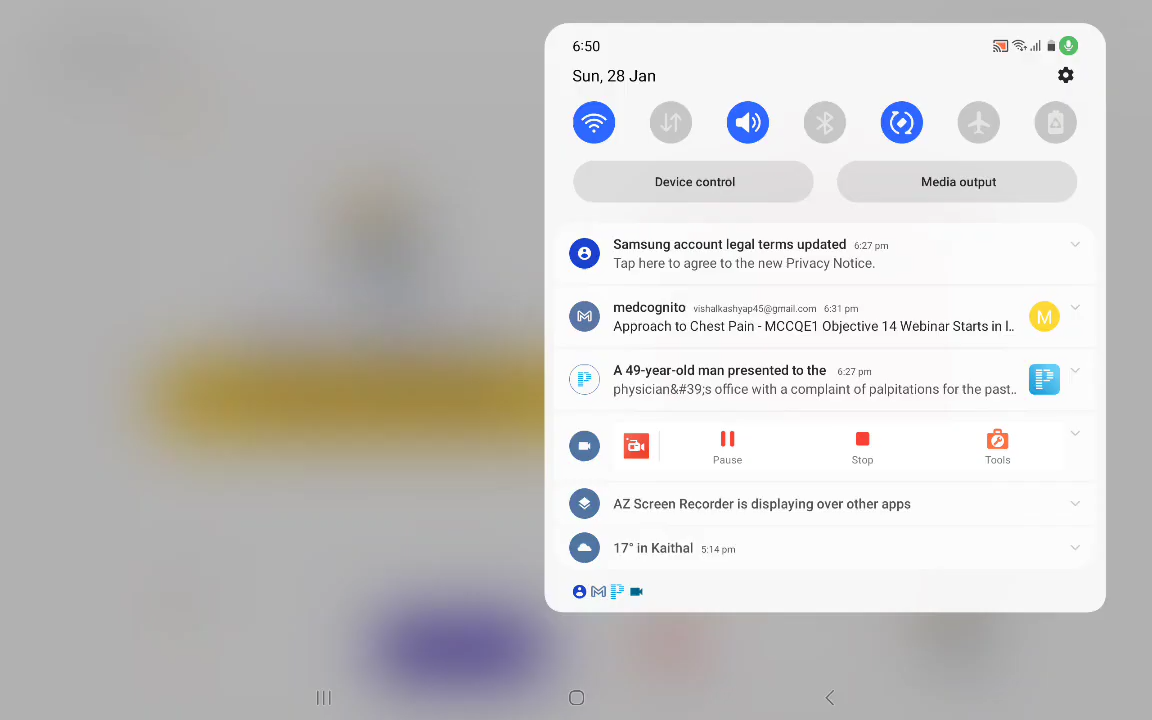 6:50
Sun, 28 Jan
Device control
Media output
Samsung account legal terms updated 6:27 pm
Tap here to agree to the new Privacy Notice.
medcognito vishalkashyap45@gmail.com 6:31 pm
Approach to Chest Pain - MCCQE1 Objective 14 Webinar Starts in l..
M
A 49-year-old man presented to the 6:27 pm
physician&#39;s office with a complaint of palpitations for the past..
Pause
Stop
Tools
AZ Screen Recorder is displaying over other apps
17° in Kaithal 5:14 pm